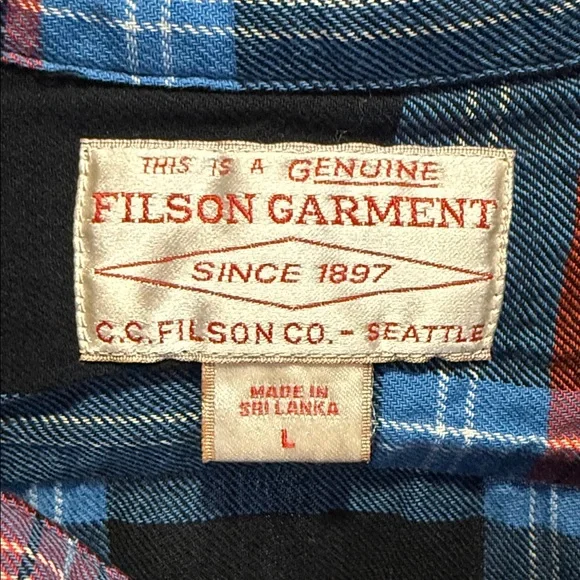 THIS IS A GENUINE
FILSON GARMENT
SINCE 1897
C.C. FILSON CO. - SEATTLE
MADE IN
SRI LANKA
L